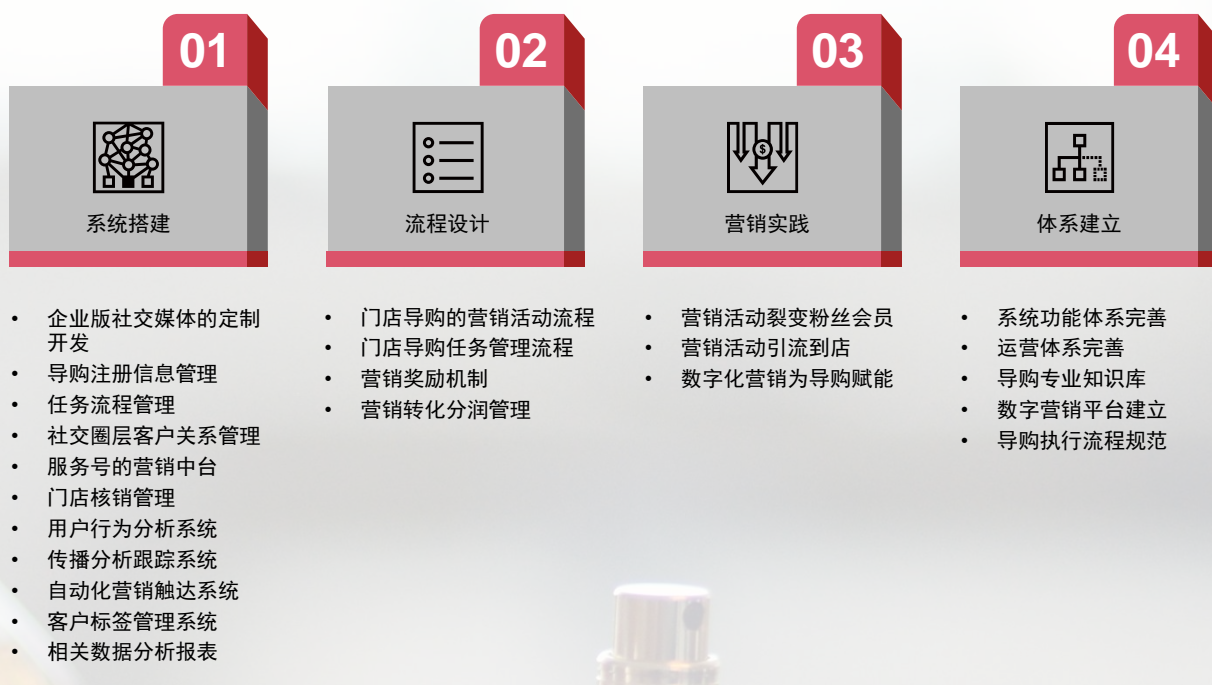 01
系统搭建
• 企业版社交媒体的定制
开发
• 导购注册信息管理
• 任务流程管理
• 社交圈层客户关系管理
• 服务号的营销中台
• 门店核销管理
• 用户行为分析系统
• 传播分析跟踪系统
• 自动化营销触达系统
• 客户标签管理系统
• 相关数据分析报表
02
流程设计
• 门店导购的营销活动流程
• 门店导购任务管理流程
• 营销奖励机制
• 营销转化分润管理
03
$
营销实践
• 营销活动裂变粉丝会员
• 营销活动引流到店
• 数字化营销为导购赋能
04
体系建立
• 系统功能体系完善
• 运营体系完善
• 导购专业知识库
• 数字营销平台建立
• 导购执行流程规范